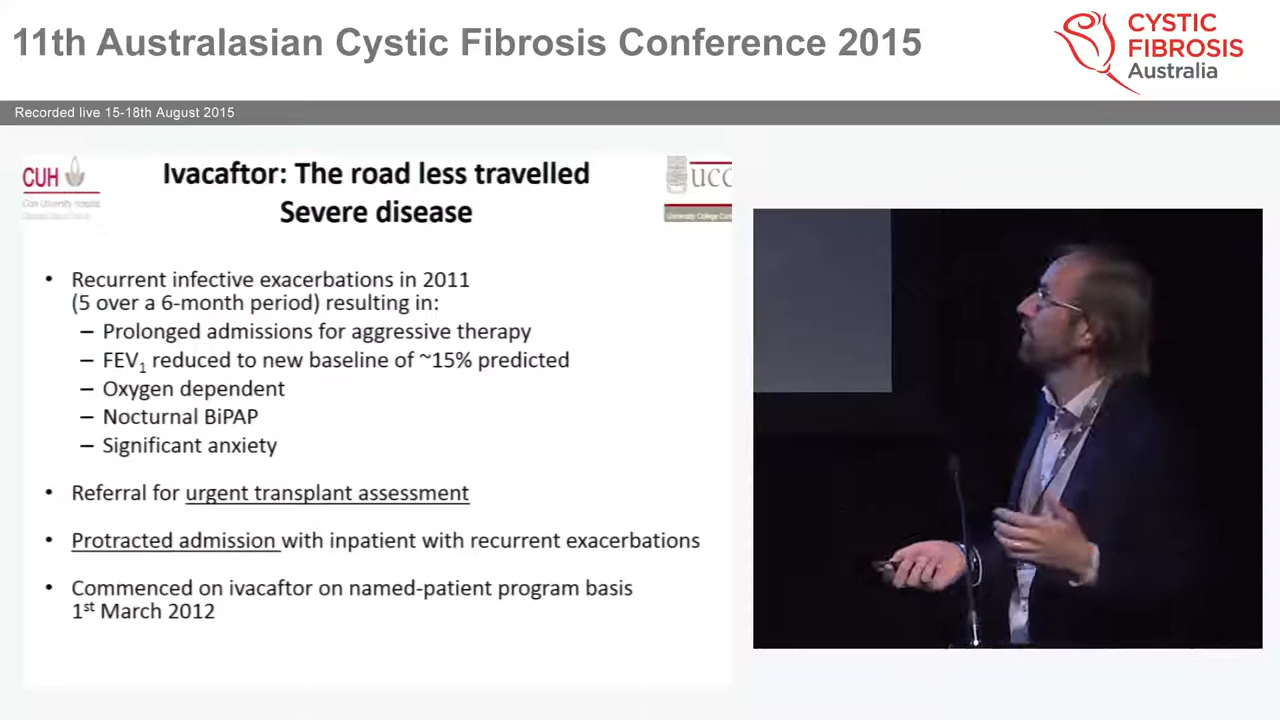 11th Australasian Cystic Fibrosis Conference 2015
CYSTIC
FIBROSIS
Australia
Recorded live 15-18th August 2015
CUH
Ivacaftor: The road less travelled
Severe disease
UCC
• Recurrent infective exacerbations in 2011
(5 over a 6-month period) resulting in:
– Prolonged admissions for aggressive therapy
– FEV1 reduced to new baseline of ~15% predicted
– Oxygen dependent
– Nocturnal BiPAP
– Significant anxiety
• Referral for urgent transplant assessment
• Protracted admission with inpatient with recurrent exacerbations
• Commenced on ivacaftor on named-patient program basis
1st March 2012